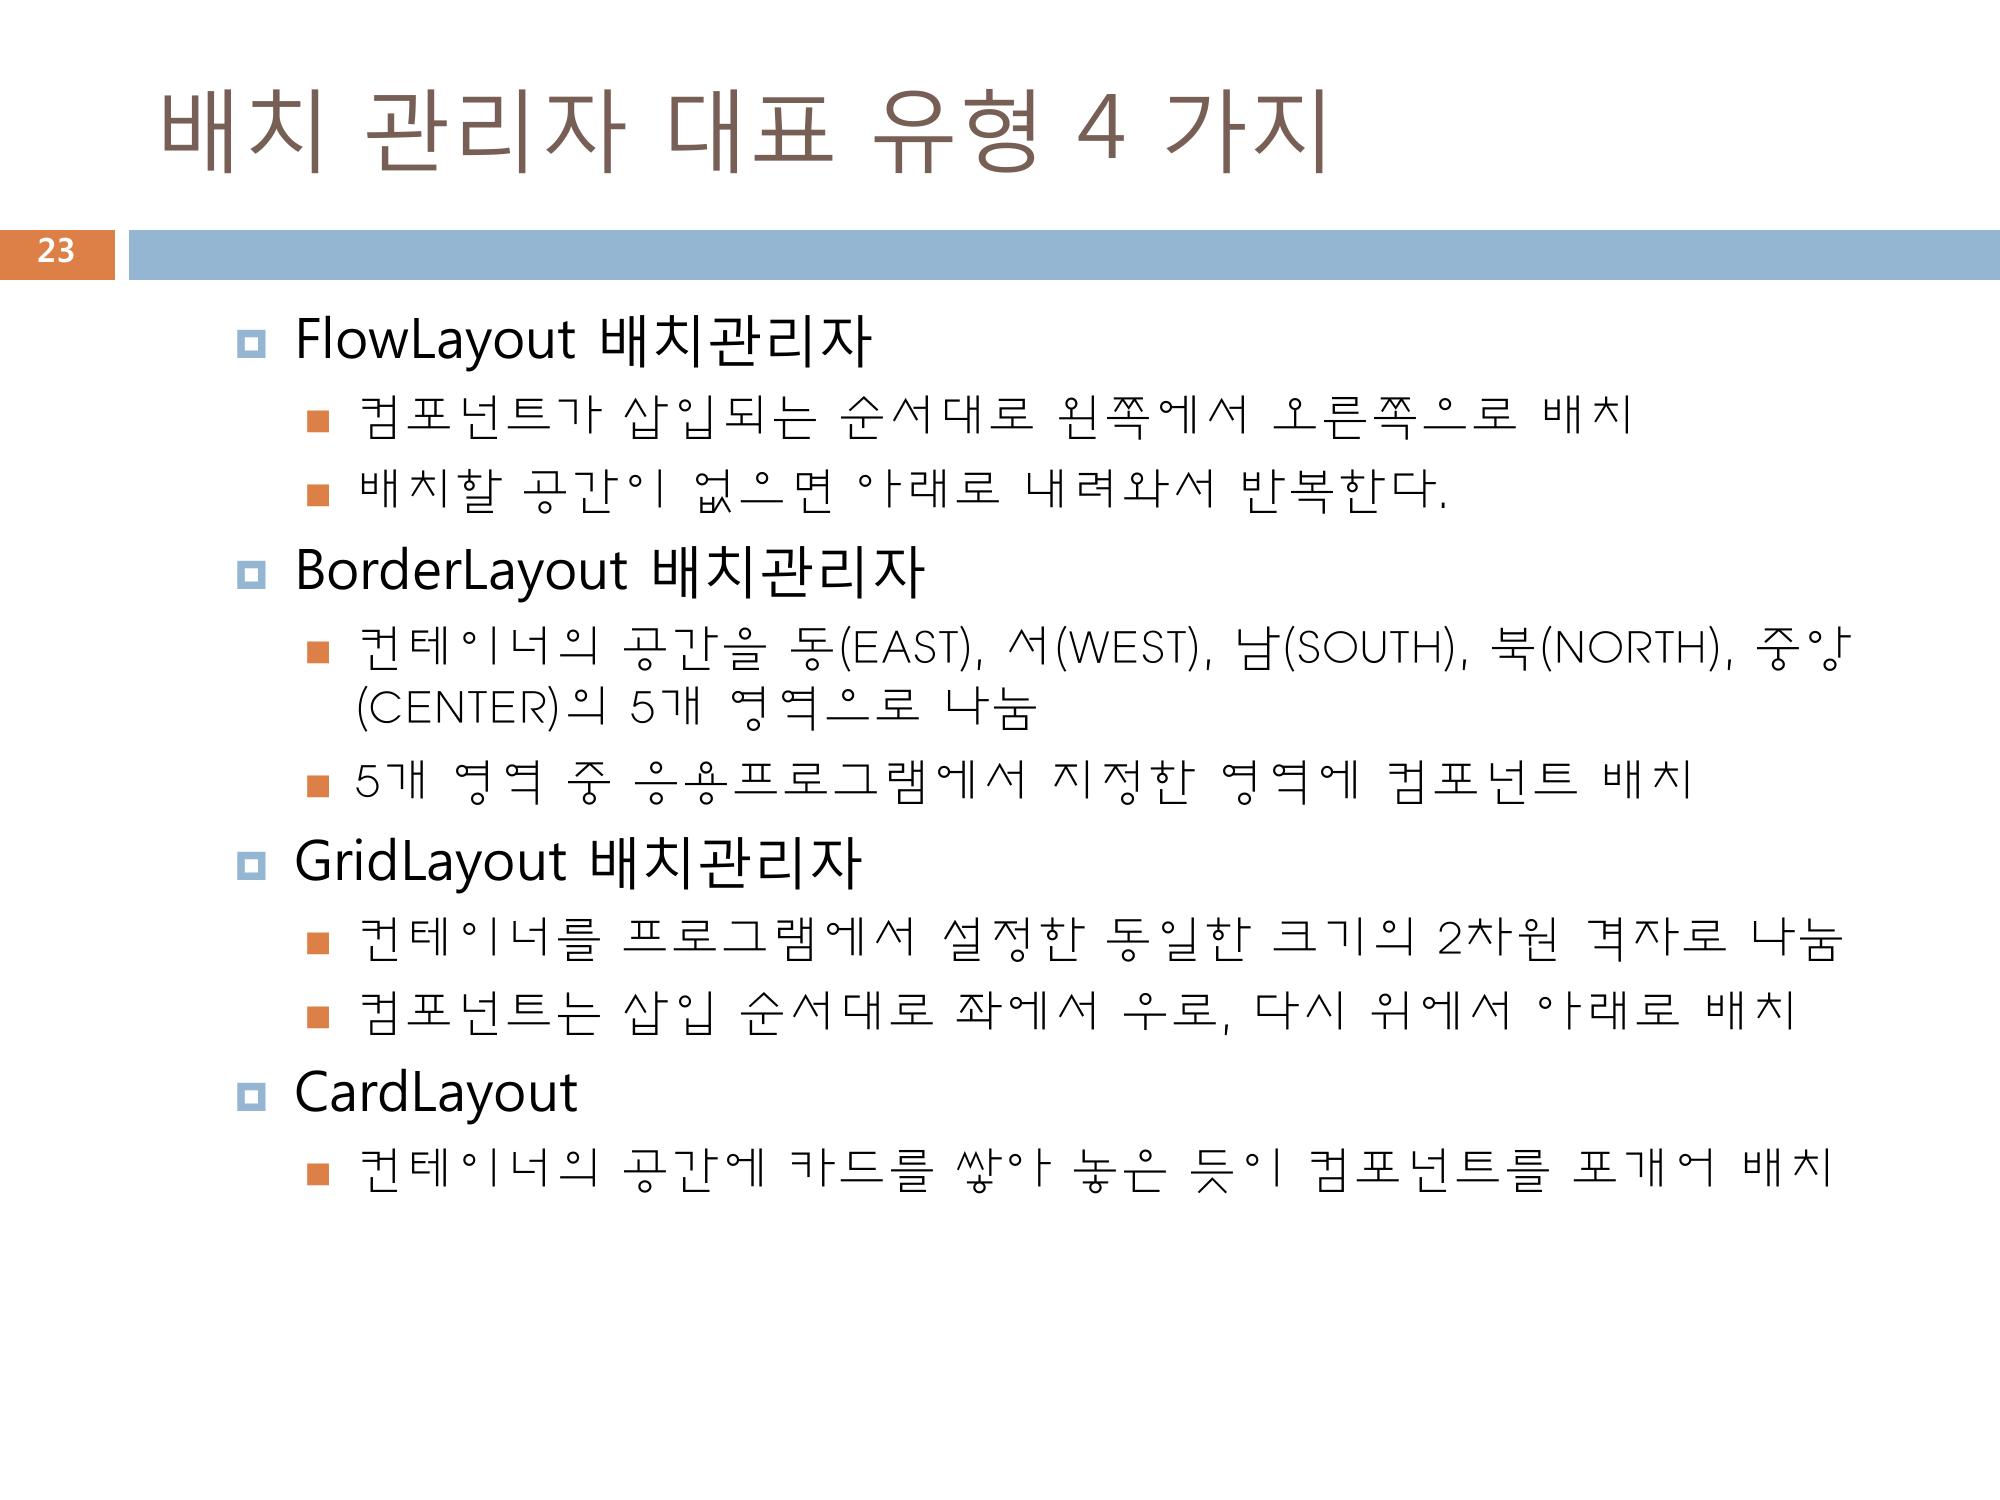 배치 관리자 대표 유형 4 가지
23
FlowLayout 배치관리자
컴포넌트가 삽입되는 순서대로 왼쪽에서 오른쪽으로 배치
배치할 공간이 없으면 아래로 내려와서 반복한다.
BorderLayout 배치관리자
컨테이너의 공간을 동(EAST), 서(WEST), 남(SOUTH), 북(NORTH), 중앙
(CENTER)의 5개 영역으로 나눔
5개 영역 중 응용프로그램에서 지정한 영역에 컴포넌트 배치
GridLayout 배치관리자
컨테이너를 프로그램에서 설정한 동일한 크기의 2차원 격자로 나눔
컴포넌트는 삽입 순서대로 좌에서 우로, 다시 위에서 아래로 배치
CardLayout
컨테이너의 공간에 카드를 쌓아 놓은 듯이 컴포넌트를 포개어 배치